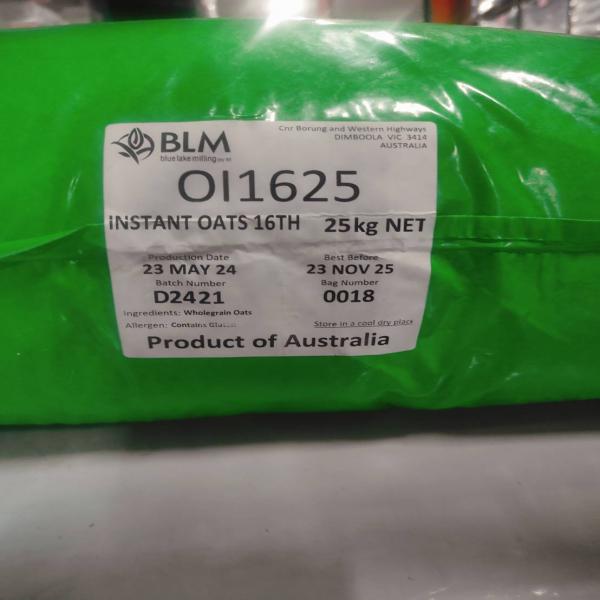 BLM
blue lake milling pty ltd
Cnr Borung and Western Highways
DIMBOOLA VIC 3414
AUSTRALIA
OI1625
INSTANT OATS 16TH 25kg NET
Production Date Best Before
23 MAY 24 23 NOV 25
Batch Number Bag Number
D2421 0018
Ingredients: Wholegrain Oats
Allergen: Contains Store in a cool dry place
Product of Australia